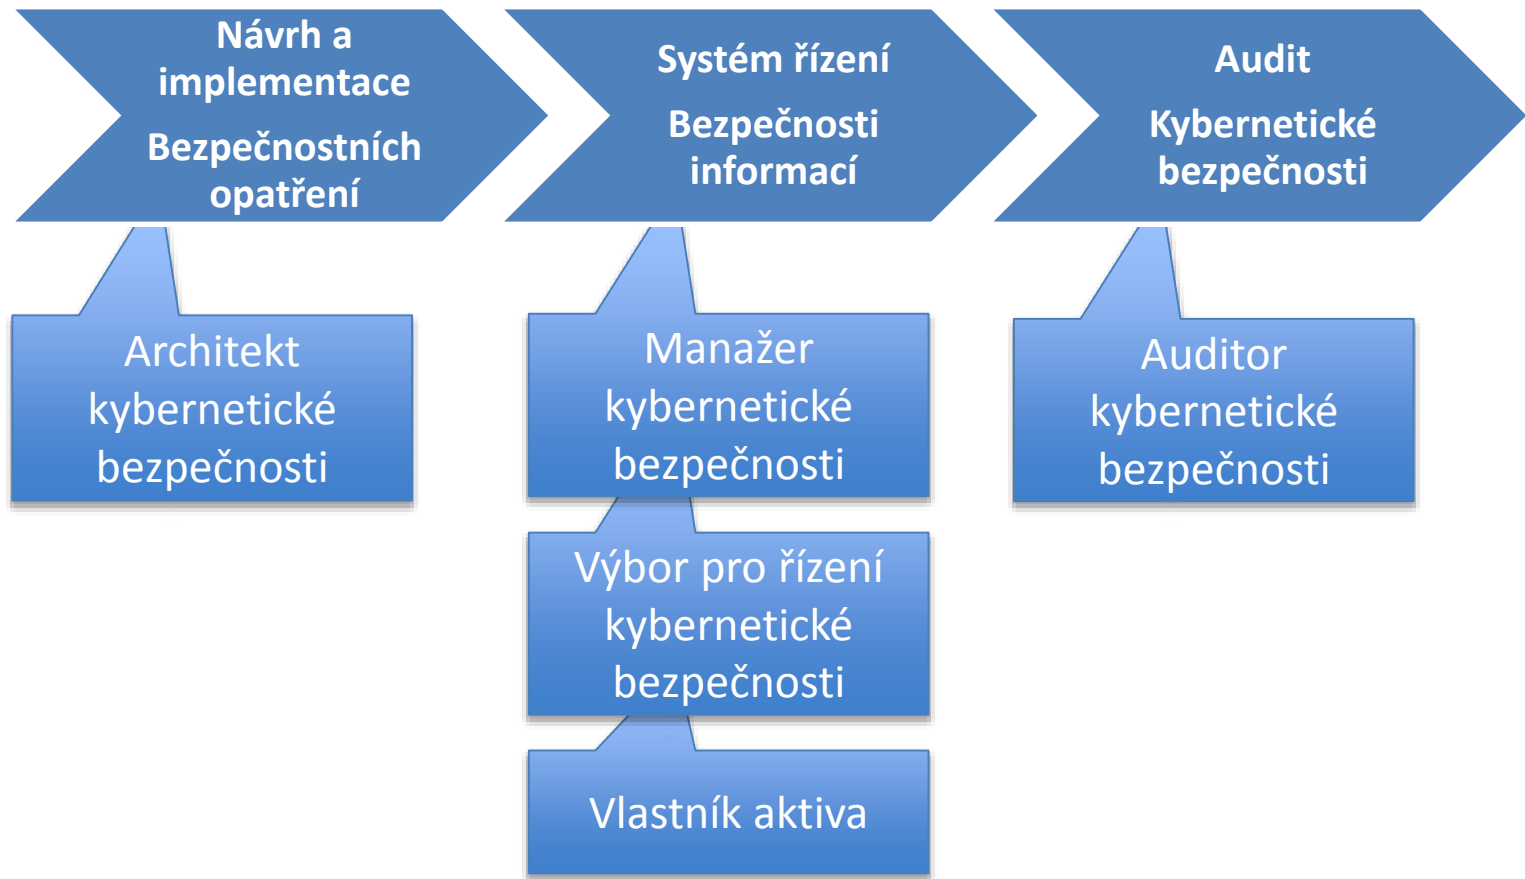 Návrh a
implementace
Bezpečnostních
opatření
Systém řízení
Bezpečnosti
informací
Audit
Kybernetické
bezpečnosti
Architekt
kybernetické
bezpečnosti
Manažer
kybernetické
bezpečnosti
Výbor pro řízení
kybernetické
bezpečnosti
Vlastník aktiva
Auditor
kybernetické
bezpečnosti